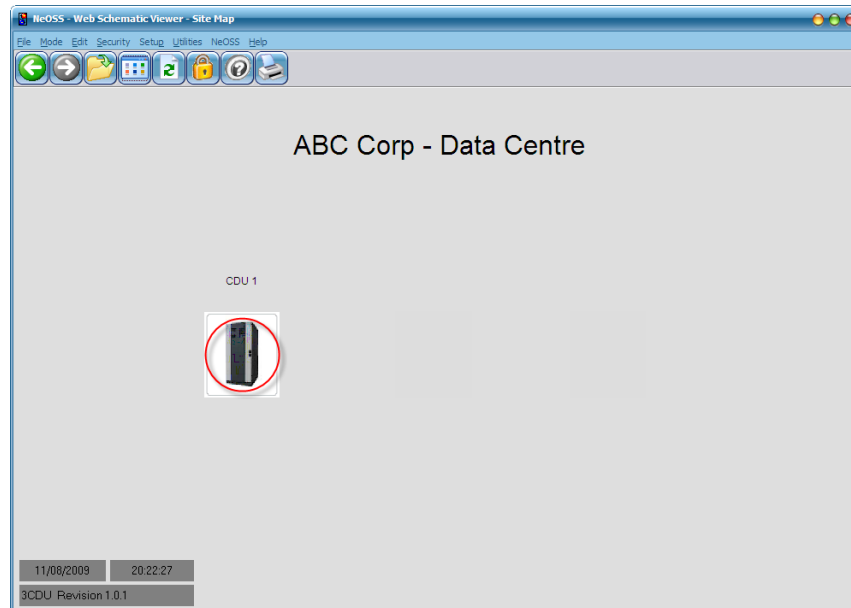 NeOSS - Web Schematic Viewer - Site Map
File Mode Edit Security Setup Utilities NeOSS Help
ABC Corp - Data Centre
CDU 1
11/08/2009 20:22:27
3CDU Revision 1.0.1